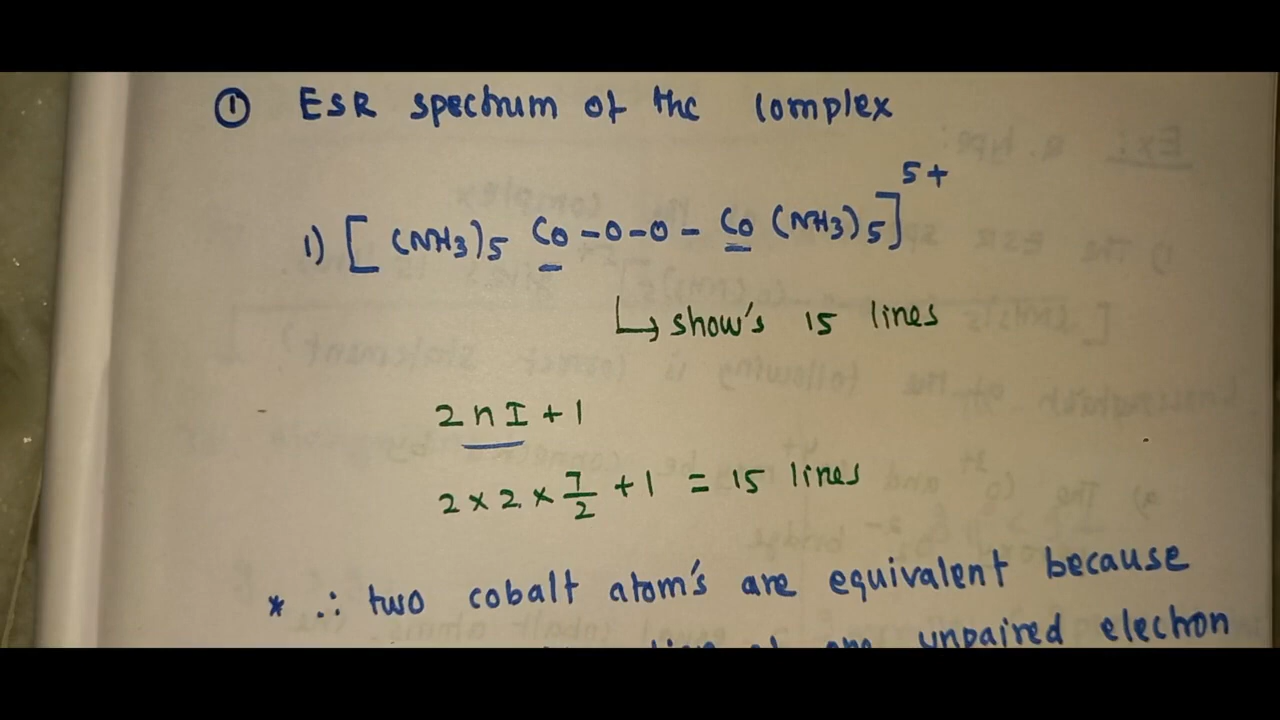 ① ESR spectrum of the complex
1) [ (NH3)5 Co -O-O- Co (NH3)5 ]5+
↳ show's 15 lines
2 n I + 1
2 × 2 × 7/2 + 1 = 15 lines
* ∴ two cobalt atom's are equivalent because
unpaired electron